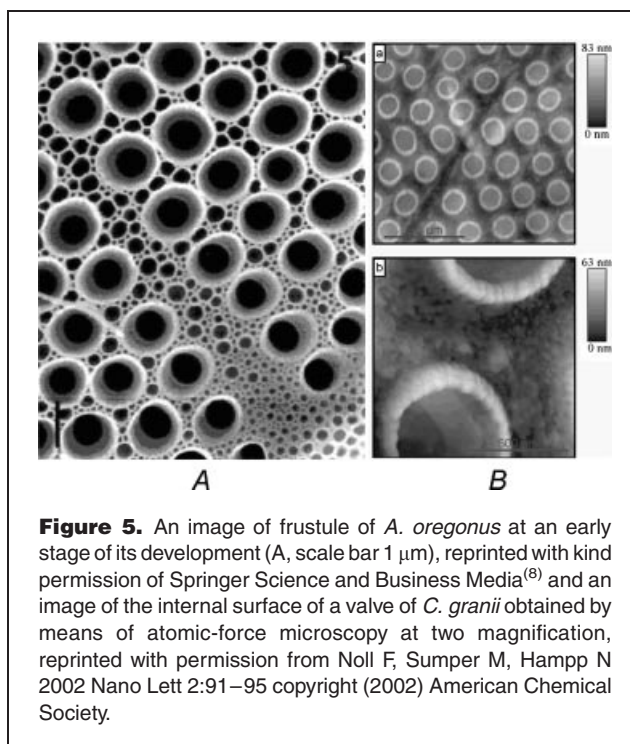 5
a
83 nm
0 nm
µm
b
63 nm
0 nm
A
B
Figure 5. An image of frustule of A. oregonus at an early
stage of its development (A, scale bar 1 μm), reprinted with kind
permission of Springer Science and Business Media(8) and an
image of the internal surface of a valve of C. granii obtained by
means of atomic-force microscopy at two magnification,
reprinted with permission from Noll F, Sumper M, Hampp N
2002 Nano Lett 2:91–95 copyright (2002) American Chemical
Society.